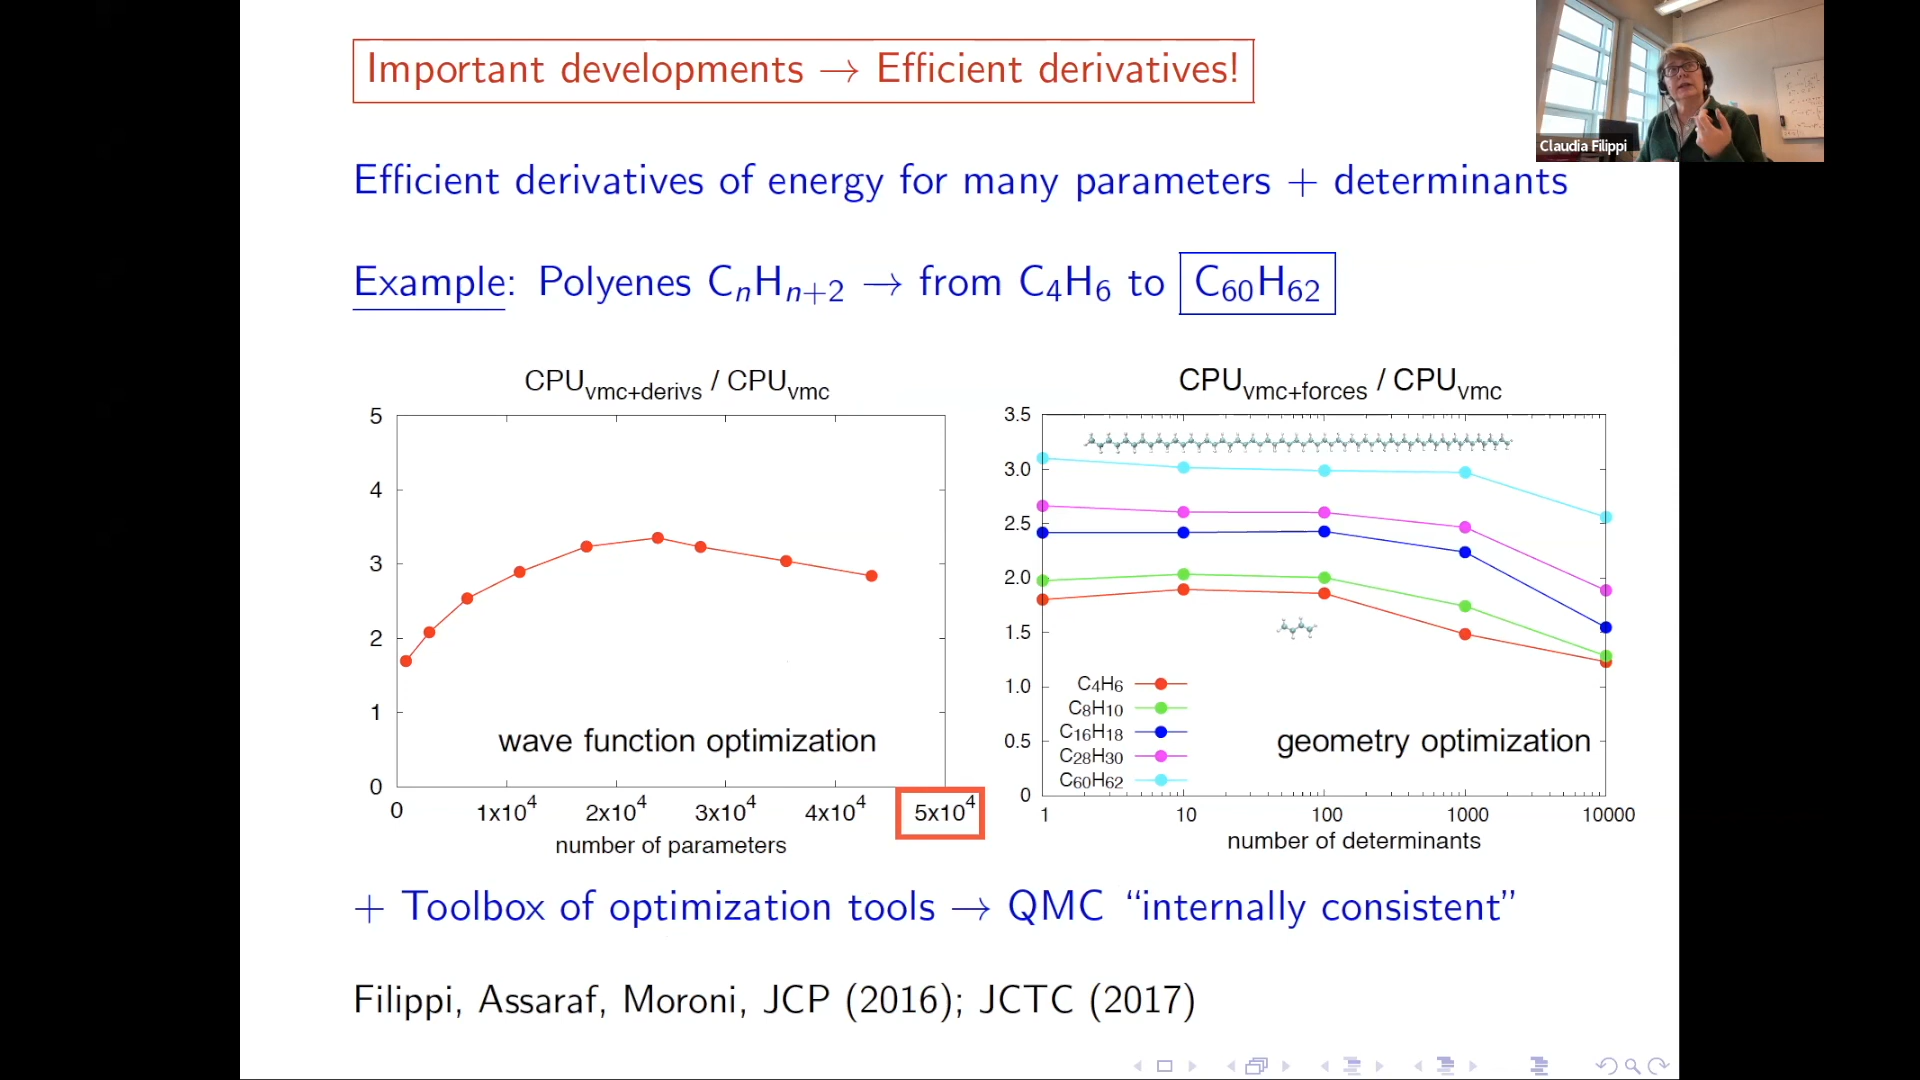 Important developments → Efficient derivatives!
Claudia Filippi
Efficient derivatives of energy for many parameters + determinants
Example: Polyenes CnHn+2 → from C4H6 to C60H62
CPUvmc+derivs / CPUvmc
5
4
3
2
1
0
wave function optimization
0 1x10^4 2x10^4 3x10^4 4x10^4 5x10^4
number of parameters
CPUvmc+forces / CPUvmc
3.5
3.0
2.5
2.0
1.5
1.0
0.5
0
C4H6
C8H10
C16H18
C28H30
C60H62
geometry optimization
1 10 100 1000 10000
number of determinants
+ Toolbox of optimization tools → QMC “internally consistent”
Filippi, Assaraf, Moroni, JCP (2016); JCTC (2017)